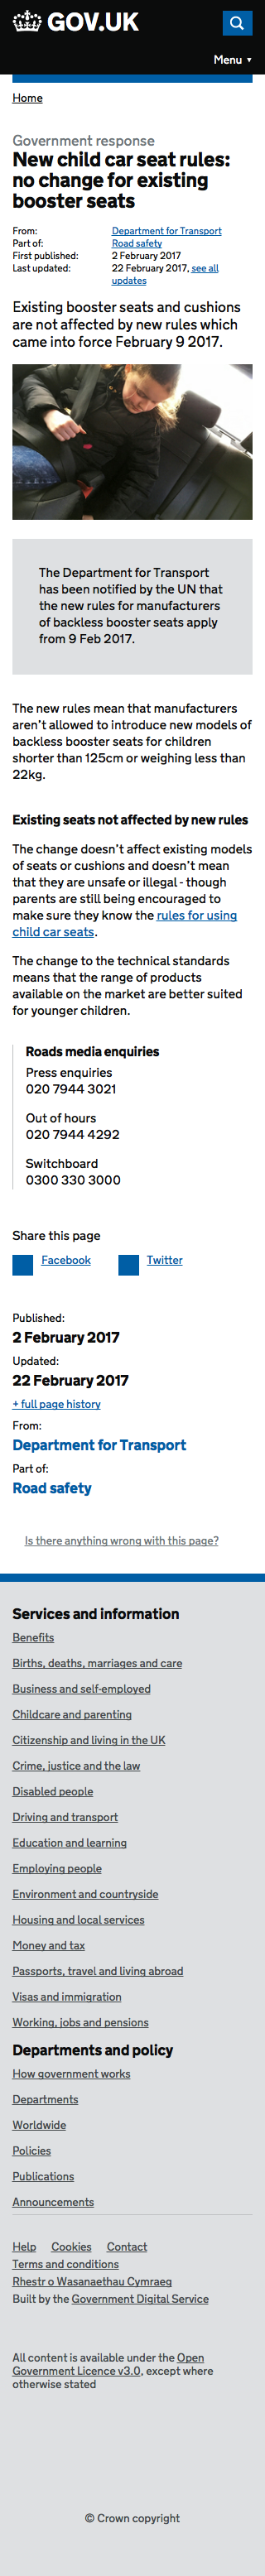 GOV.UK
Menu ▼
Home
Government response
New child car seat rules:
no change for existing
booster seats
From: Department for Transport
Part of: Road safety
First published: 2 February 2017
Last updated: 22 February 2017, see all
updates
Existing booster seats and cushions
are not affected by new rules which
came into force February 9 2017.
The Department for Transport
has been notified by the UN that
the new rules for manufacturers
of backless booster seats apply
from 9 Feb 2017.
The new rules mean that manufacturers
aren’t allowed to introduce new models of
backless booster seats for children
shorter than 125cm or weighing less than
22kg.
Existing seats not affected by new rules
The change doesn’t affect existing models
of seats or cushions and doesn’t mean
that they are unsafe or illegal - though
parents are still being encouraged to
make sure they know the rules for using
child car seats.
The change to the technical standards
means that the range of products
available on the market are better suited
for younger children.
Roads media enquiries
Press enquiries
020 7944 3021
Out of hours
020 7944 4292
Switchboard
0300 330 3000
Share this page
Facebook Twitter
Published:
2 February 2017
Updated:
22 February 2017
+ full page history
From:
Department for Transport
Part of:
Road safety
Is there anything wrong with this page?
Services and information
Benefits
Births, deaths, marriages and care
Business and self-employed
Childcare and parenting
Citizenship and living in the UK
Crime, justice and the law
Disabled people
Driving and transport
Education and learning
Employing people
Environment and countryside
Housing and local services
Money and tax
Passports, travel and living abroad
Visas and immigration
Working, jobs and pensions
Departments and policy
How government works
Departments
Worldwide
Policies
Publications
Announcements
Help Cookies Contact
Terms and conditions
Rhestr o Wasanaethau Cymraeg
Built by the Government Digital Service
All content is available under the Open
Government Licence v3.0, except where
otherwise stated
© Crown copyright